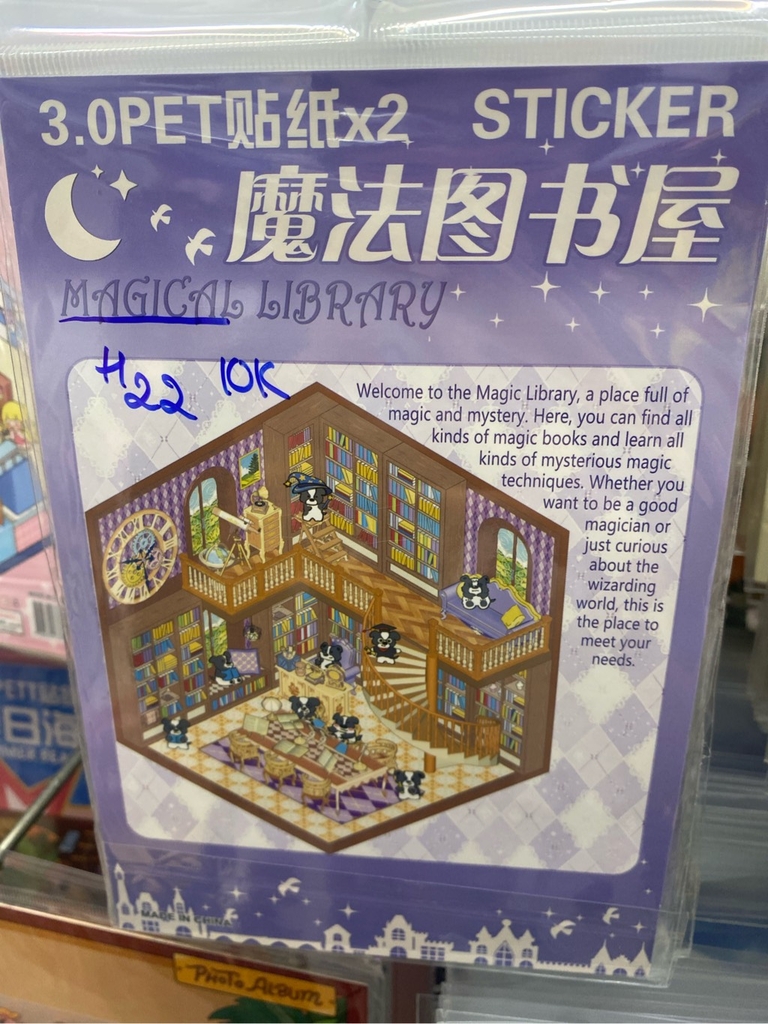 3.0PET贴纸x2 STICKER
魔法图书屋
MAGICAL LIBRARY
H22 10K
Welcome to the Magic Library, a place full of
magic and mystery. Here, you can find all
kinds of magic books and learn all
kinds of mysterious magic
techniques. Whether you
want to be a good
magician or
just curious
about the
wizarding
world, this is
the place to
meet your
needs.
MADE IN CHINA
PHOTO ALBUM